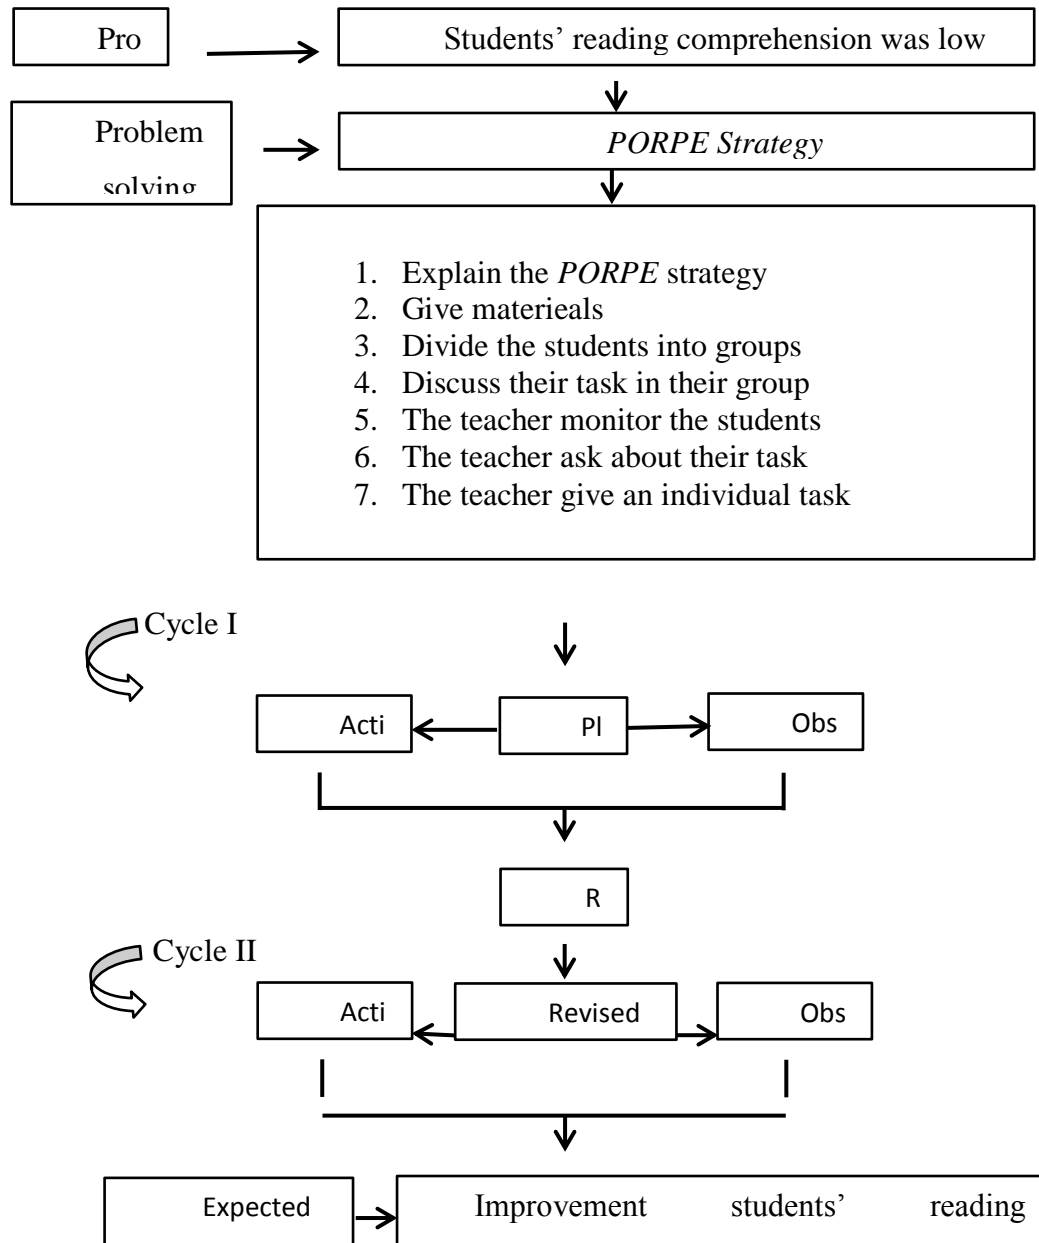 Pro
Students’ reading comprehension was low
Problem
solving
PORPE Strategy
1. Explain the PORPE strategy
2. Give materieals
3. Divide the students into groups
4. Discuss their task in their group
5. The teacher monitor the students
6. The teacher ask about their task
7. The teacher give an individual task
Cycle I
Acti
Pl
Obs
R
Cycle II
Acti
Revised
Obs
Expected
Improvement students’ reading